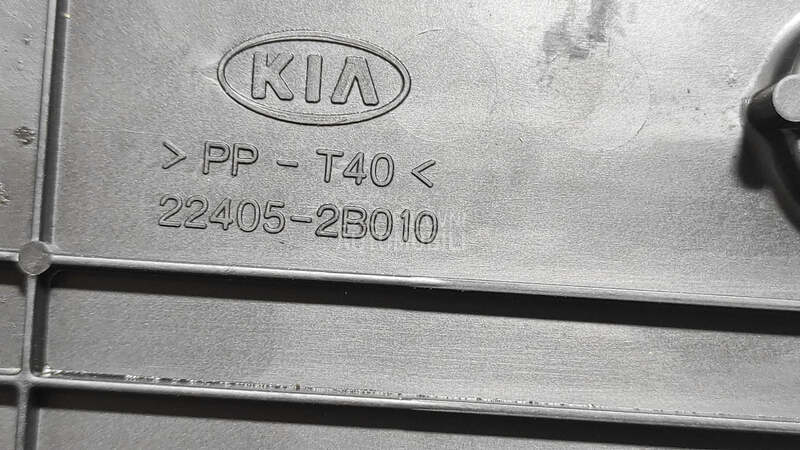 KIA
> PP - T40 <
22405-2B010